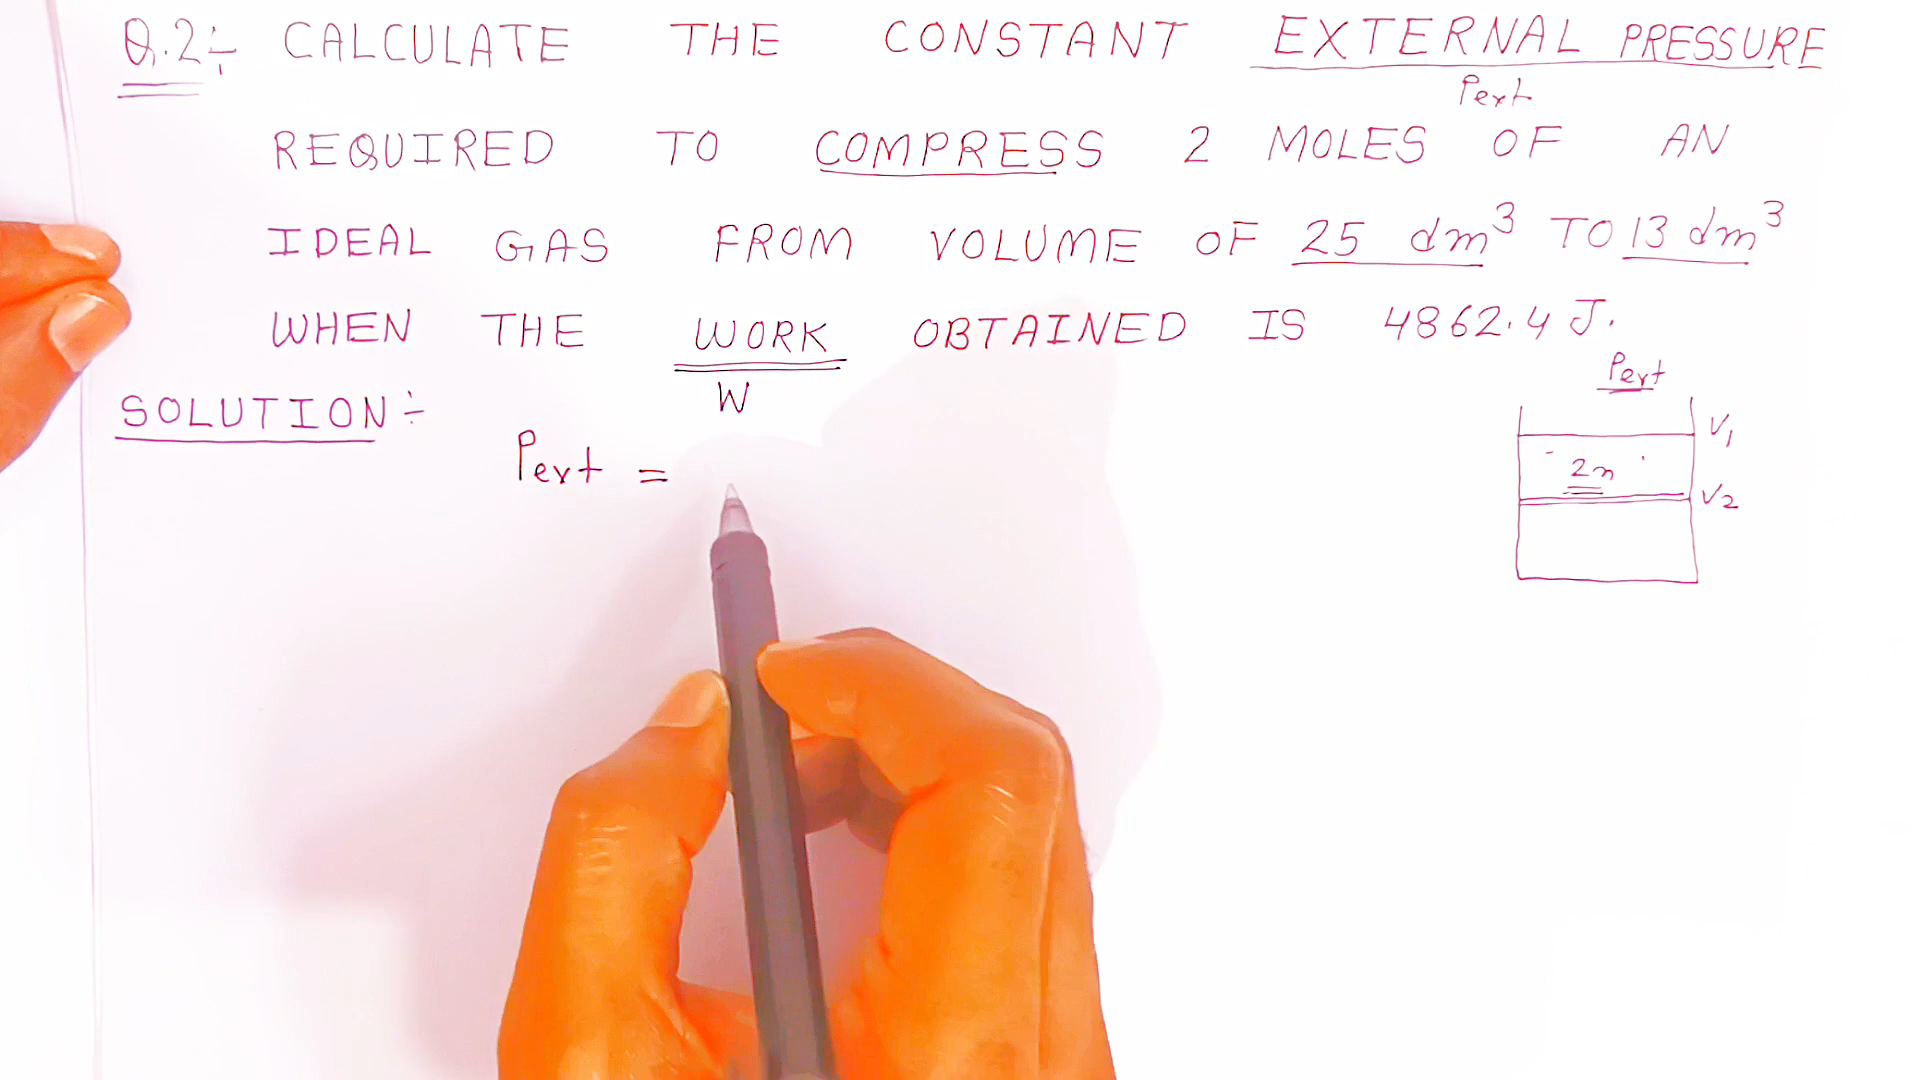 Q.2:- CALCULATE THE CONSTANT EXTERNAL PRESSURE
Pext
REQUIRED TO COMPRESS 2 MOLES OF AN
IDEAL GAS FROM VOLUME OF 25 dm³ TO 13 dm³
WHEN THE WORK OBTAINED IS 4862.4 J.
W
SOLUTION:-
Pext =
Pext
V1
2n
V2